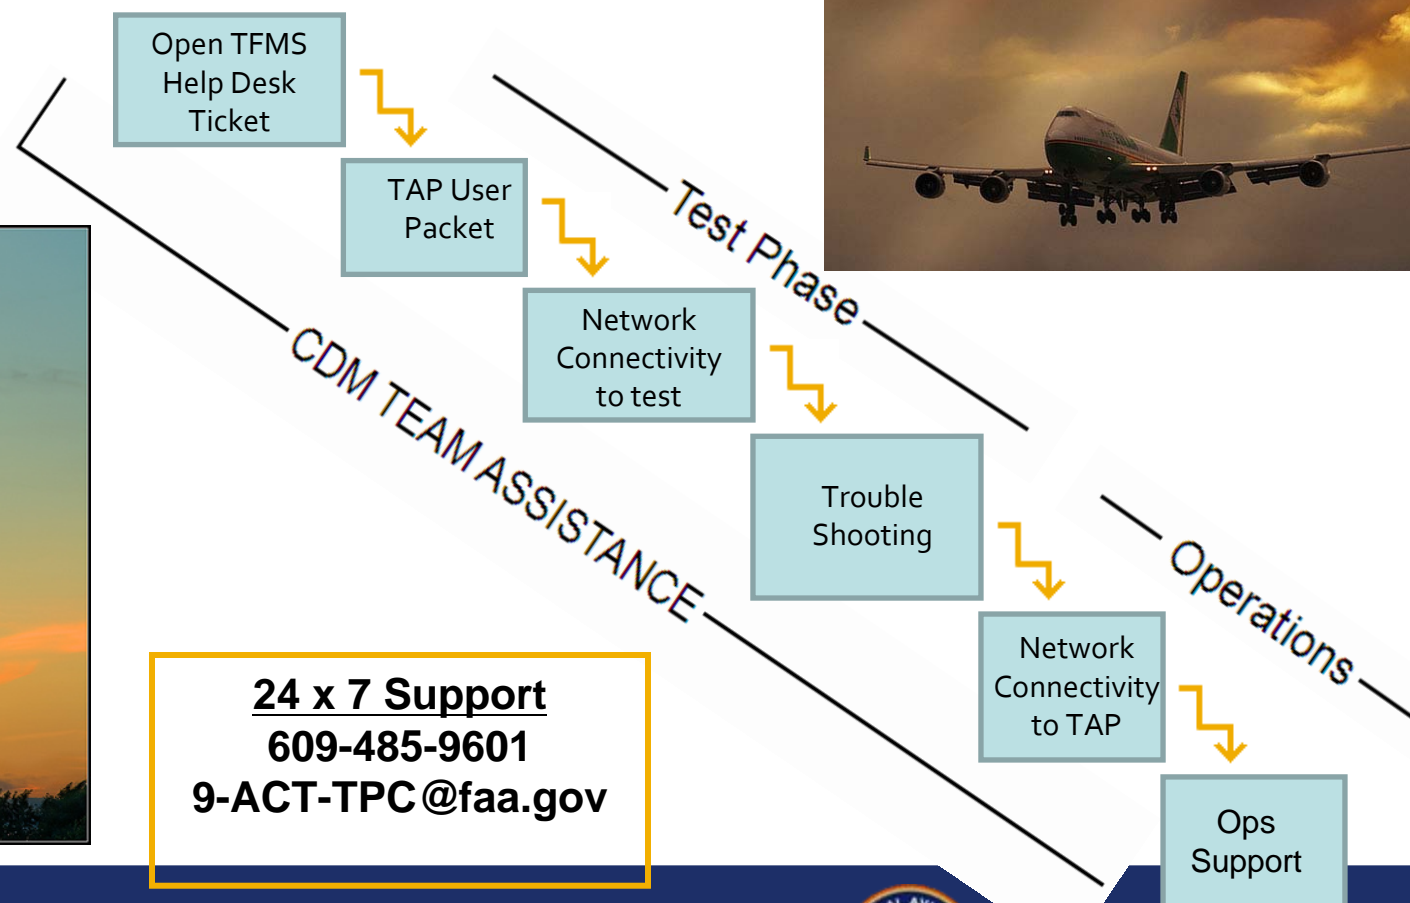 Open TFMS
Help Desk
Ticket
TAP User
Packet
Test Phase
Network
Connectivity
to test
CDM TEAM ASSISTANCE
Trouble
Shooting
Operations
Network
Connectivity
to TAP
Ops
Support
24 x 7 Support
609-485-9601
9-ACT-TPC@faa.gov